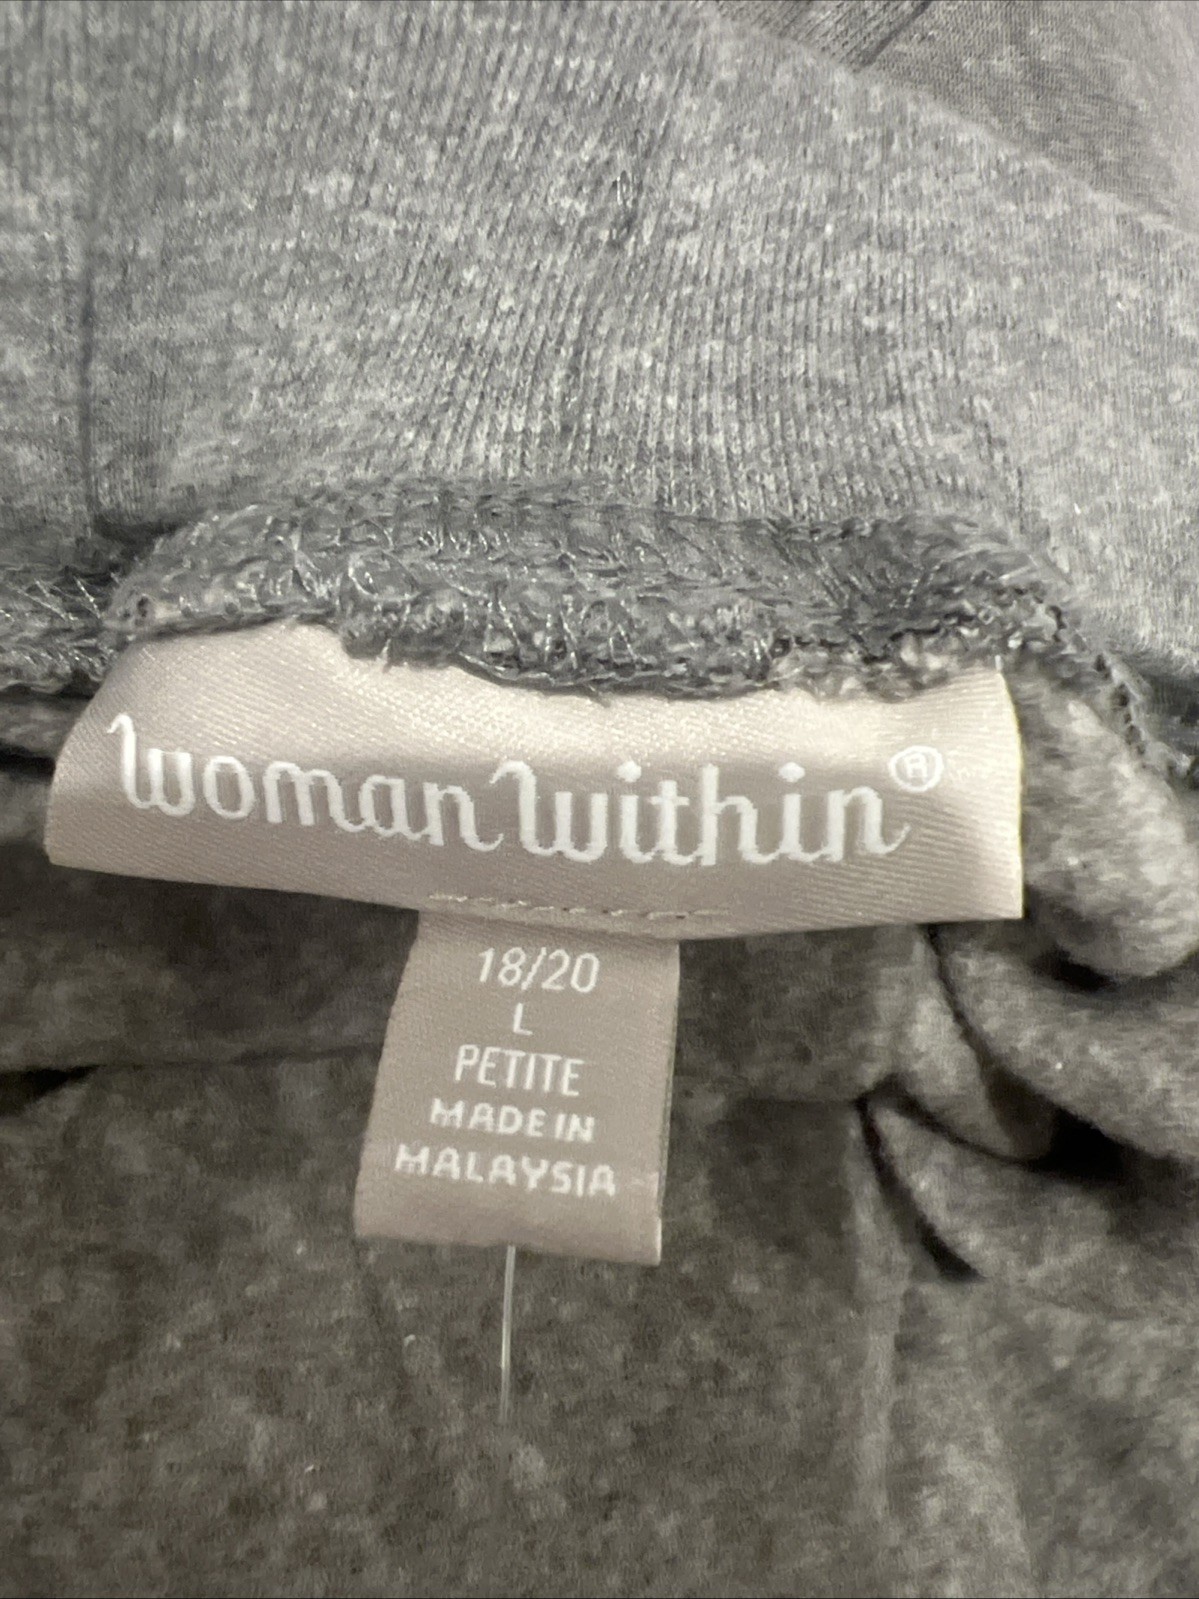 woman within®
18/20
L
PETITE
MADE IN
MALAYSIA